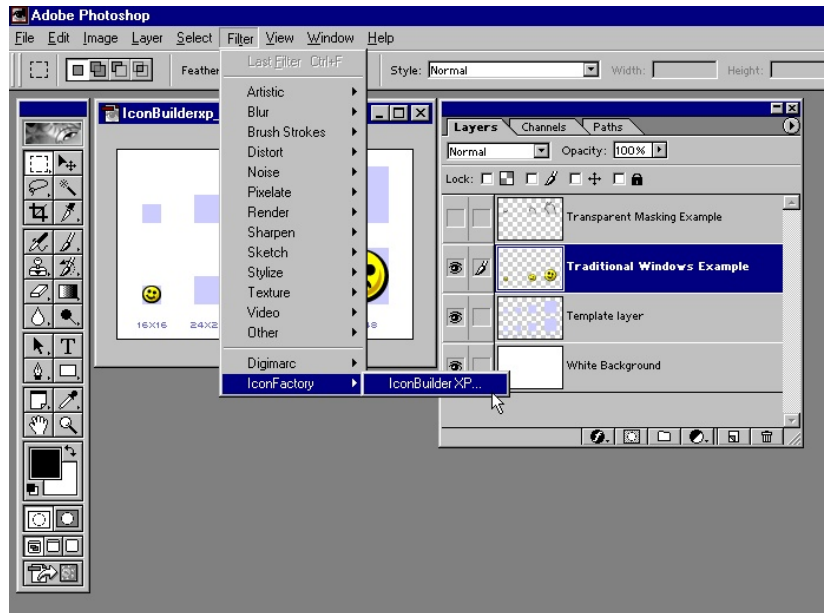 Adobe Photoshop
File Edit Image Layer Select Filter View Window Help
Feather
Last Filter Ctrl+F
Style: Normal
Width:
Height:
IconBuilderxp_
Artistic
Blur
Brush Strokes
Distort
Noise
Pixelate
Render
Sharpen
Sketch
Stylize
Texture
Video
Other
Digimarc
IconFactory
IconBuilder XP...
16X16 24X2 48
Layers Channels Paths
Normal Opacity: 100%
Lock:
Transparent Masking Example
Traditional Windows Example
Template layer
White Background
T